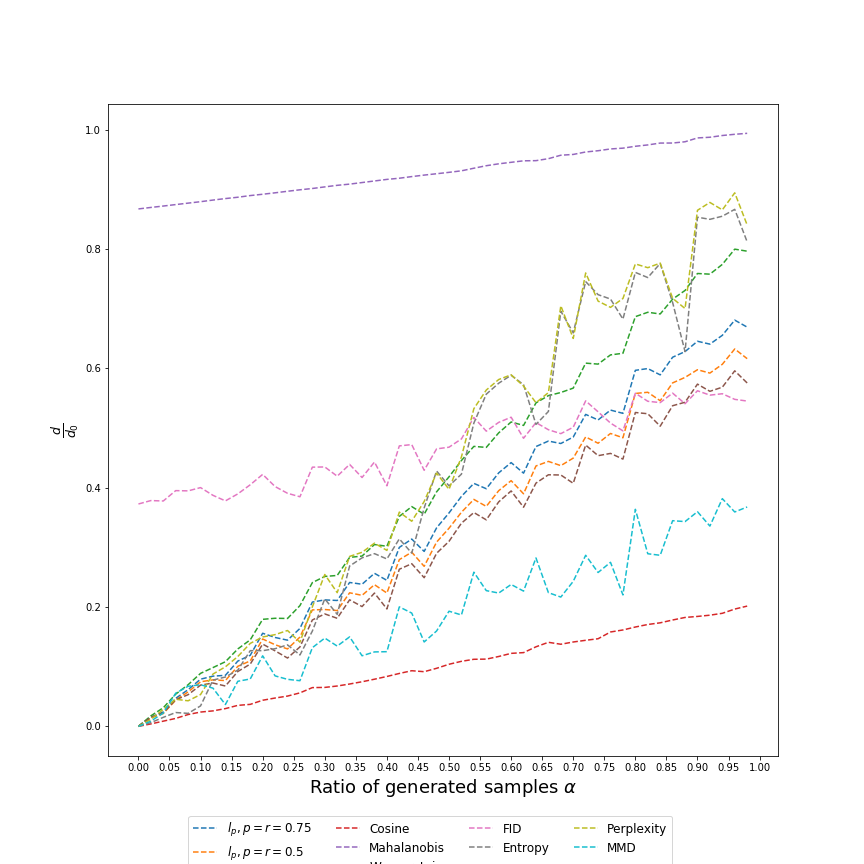 1.0
0.8
0.6
0.4
0.2
0.0
d/d₀
0.00 0.05 0.10 0.15 0.20 0.25 0.30 0.35 0.40 0.45 0.50 0.55 0.60 0.65 0.70 0.75 0.80 0.85 0.90 0.95 1.00
Ratio of generated samples α
lₚ, p = r = 0.75 Cosine FID Perplexity
lₚ, p = r = 0.5 Mahalanobis Entropy MMD